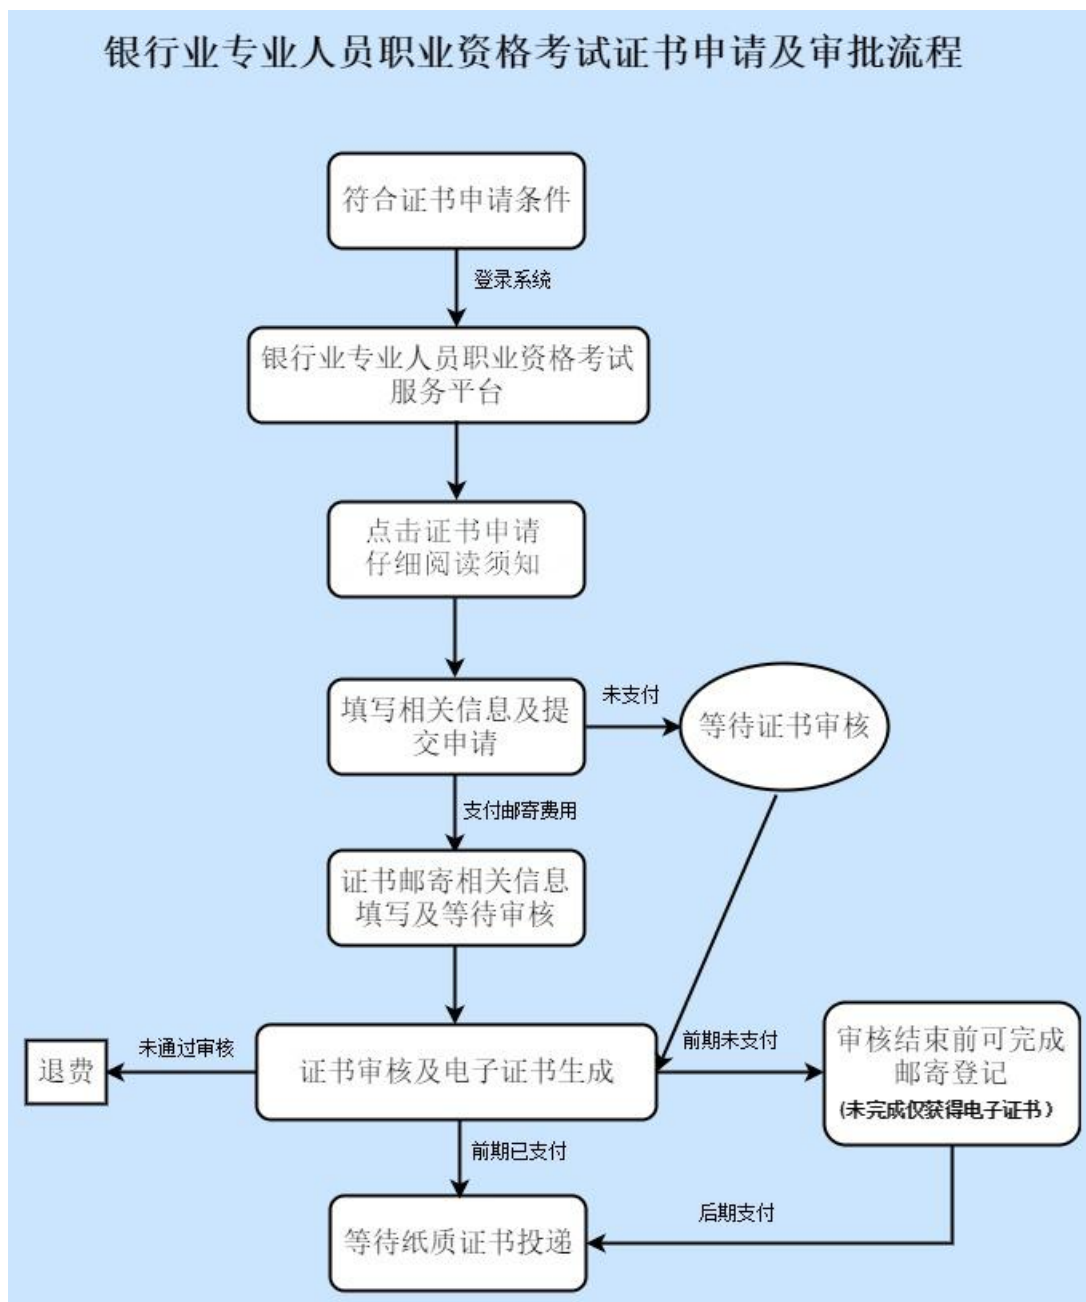 银行业专业人员职业资格考试证书申请及审批流程
符合证书申请条件
登录系统
银行业专业人员职业资格考试
服务平台
点击证书申请
仔细阅读须知
填写相关信息及提
交申请
未支付
等待证书审核
支付邮寄费用
证书邮寄相关信息
填写及等待审核
退费
未通过审核
证书审核及电子证书生成
前期未支付
审核结束前可完成
邮寄登记
(未完成仅获得电子证书)
前期已支付
后期支付
等待纸质证书投递